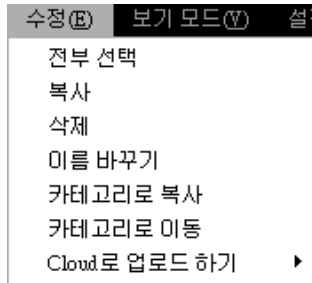 수정(E) 보기 모드(V)
전부 선택
복사
삭제
이름 바꾸기
카테고리로 복사
카테고리로 이동
Cloud로 업로드 하기